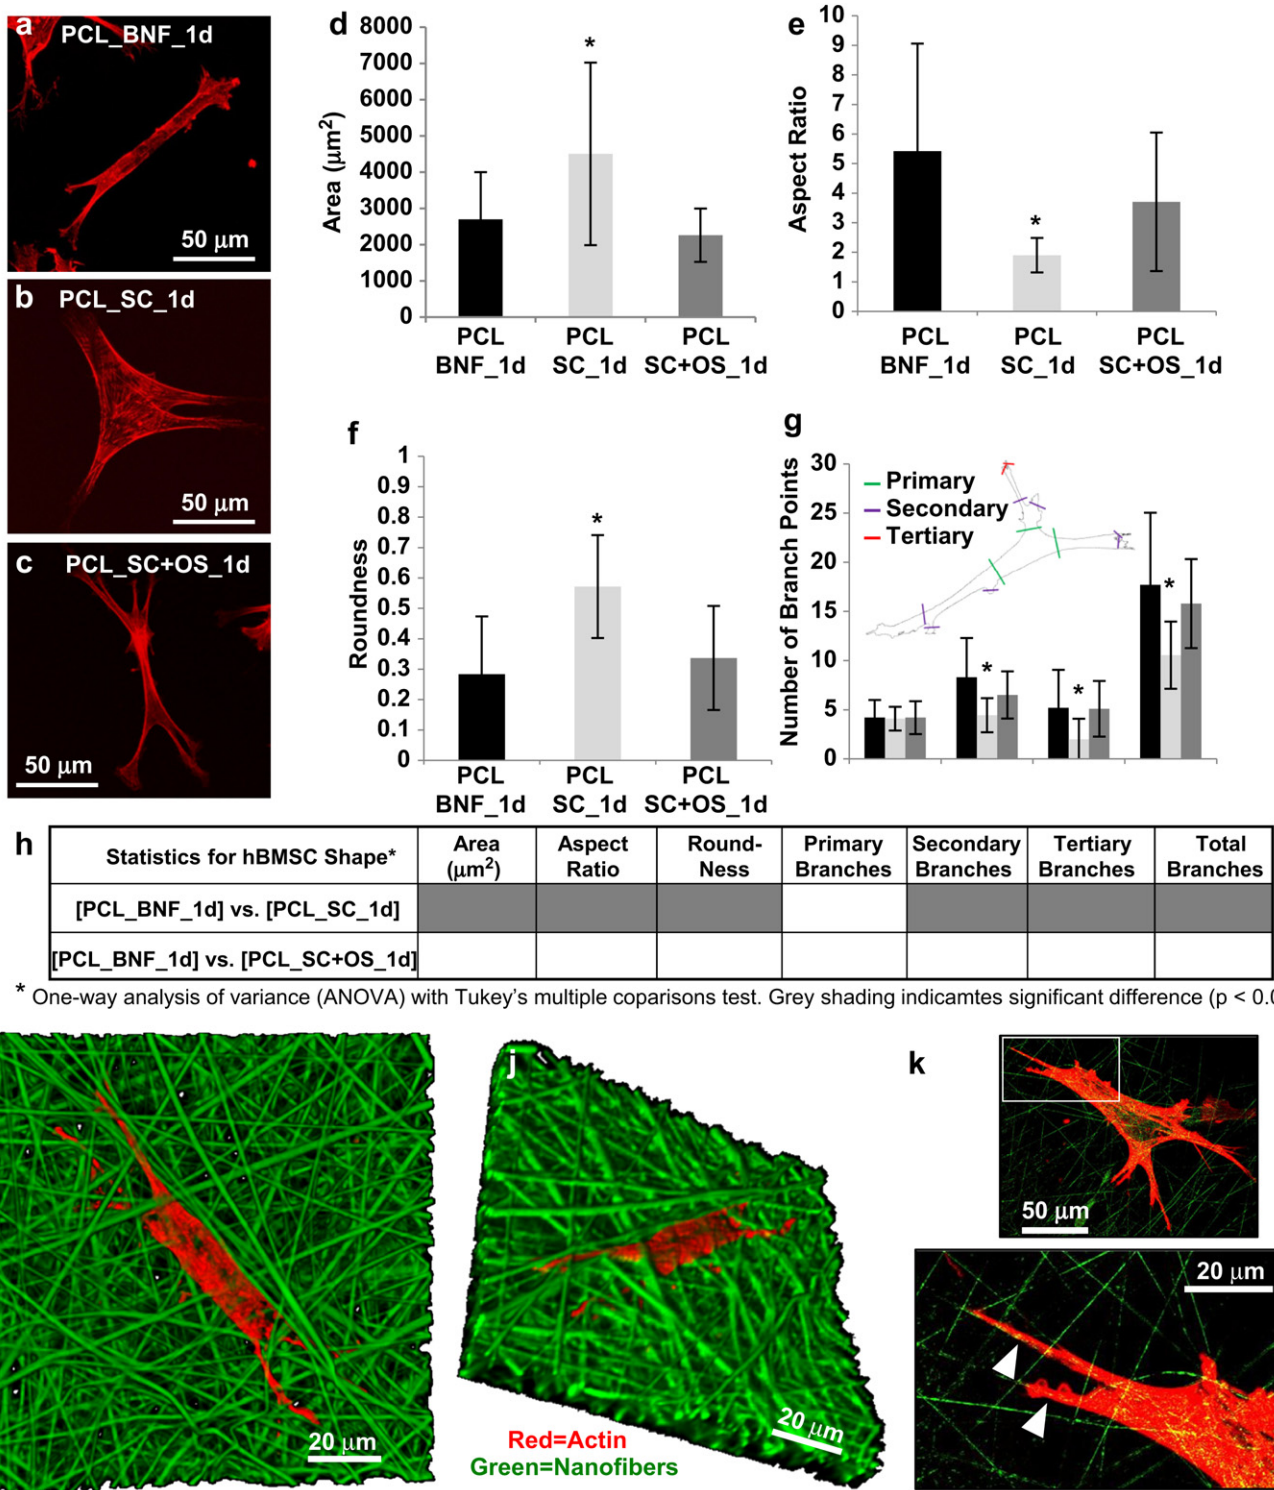 a
PCL_BNF_1d
50 μm
b
PCL_SC_1d
50 μm
c
PCL_SC+OS_1d
50 μm
d
Area (μm²)
8000
7000
6000
5000
4000
3000
2000
1000
0
*
PCL
BNF_1d
PCL
SC_1d
PCL
SC+OS_1d
e
Aspect Ratio
10
9
8
7
6
5
4
3
2
1
0
*
PCL
BNF_1d
PCL
SC_1d
PCL
SC+OS_1d
f
Roundness
1
0.9
0.8
0.7
0.6
0.5
0.4
0.3
0.2
0.1
0
*
PCL
BNF_1d
PCL
SC_1d
PCL
SC+OS_1d
g
Number of Branch Points
30
25
20
15
10
5
0
Primary
Secondary
Tertiary
*
*
*
h
Statistics for hBMSC Shape*
Area
(μm²)
Aspect
Ratio
Round-
Ness
Primary
Branches
Secondary
Branches
Tertiary
Branches
Total
Branches
[PCL_BNF_1d] vs. [PCL_SC_1d]
[PCL_BNF_1d] vs. [PCL_SC+OS_1d]
* One-way analysis of variance (ANOVA) with Tukey's multiple coparisons test. Grey shading indicamtes significant difference (p < 0.0
20 μm
j
20 μm
Red=Actin
Green=Nanofibers
k
50 μm
20 μm